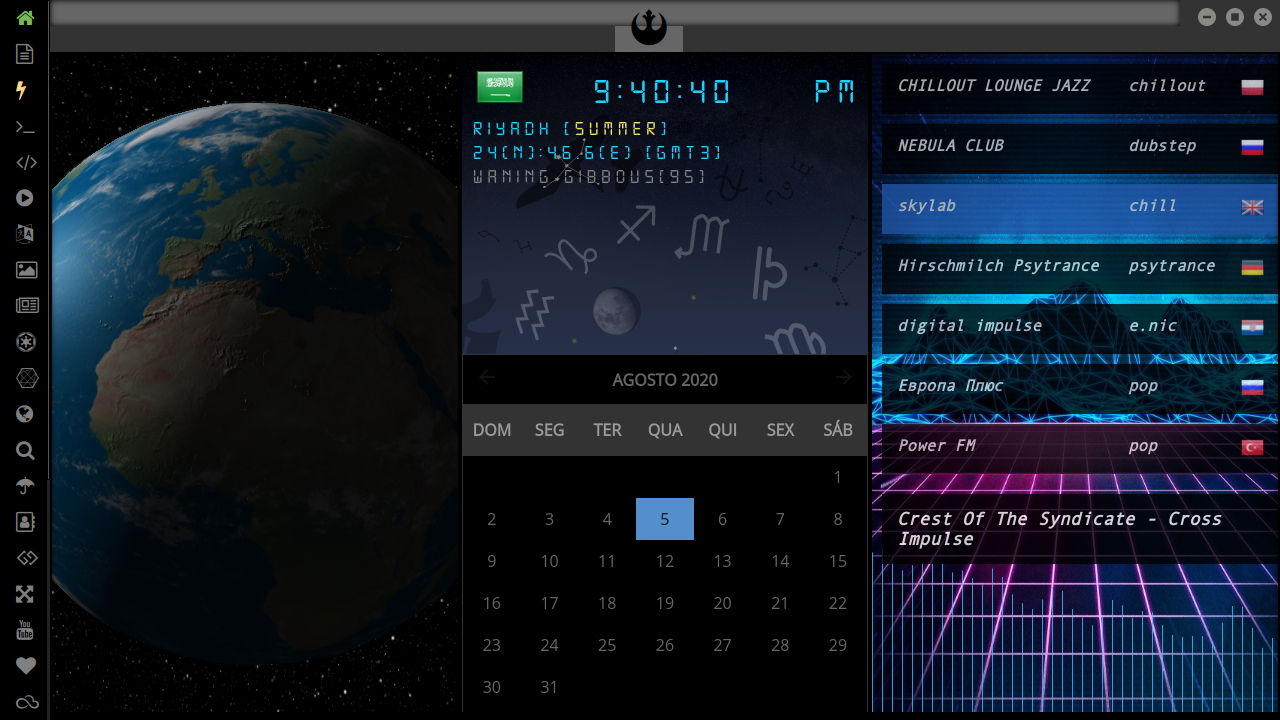 9:40:40 PM
RIYADH (SUMMER)
24(N):46.6(E) (GMT3)
WANING GIBBOUS(95)
AGOSTO 2020
DOM SEG TER QUA QUI SEX SÁB
1
2 3 4 5 6 7 8
9 10 11 12 13 14 15
16 17 18 19 20 21 22
23 24 25 26 27 28 29
30 31
CHILLOUT LOUNGE JAZZ chillout
NEBULA CLUB dubstep
skylab chill
Hirschmilch Psytrance psytrance
digital impulse e.nic
Европа Плюс pop
Power FM pop
Crest Of The Syndicate - Cross
Impulse
You
Tube